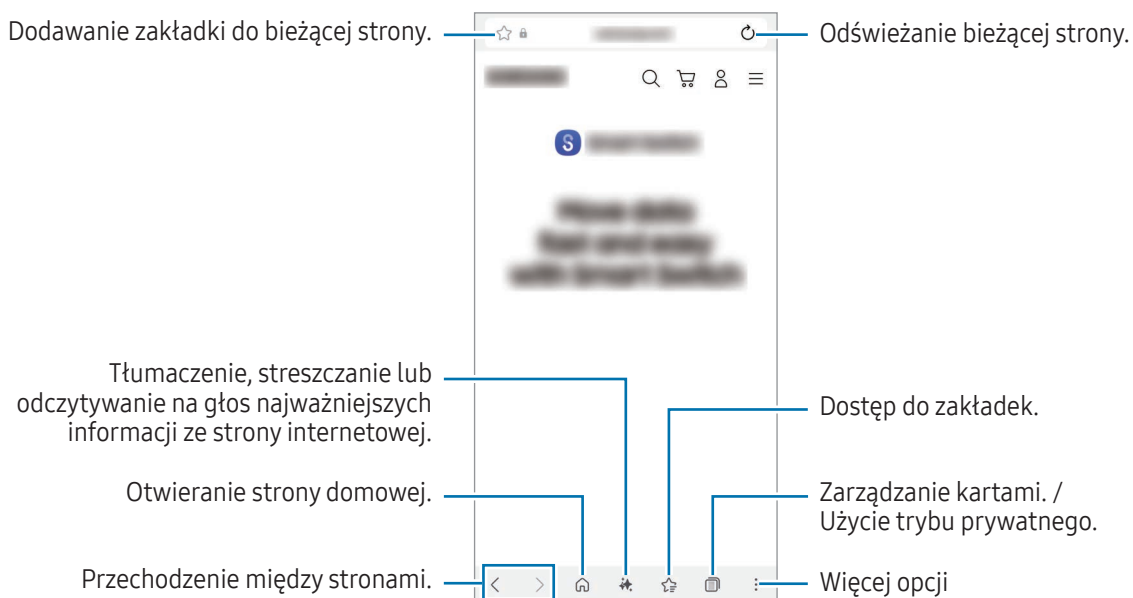 Dodawanie zakładki do bieżącej strony.
Odświeżanie bieżącej strony.
S
Tłumaczenie, streszczanie lub
odczytywanie na głos najważniejszych
informacji ze strony internetowej.
Dostęp do zakładek.
Otwieranie strony domowej.
Zarządzanie kartami. /
Użycie trybu prywatnego.
Przechodzenie między stronami.
Więcej opcji